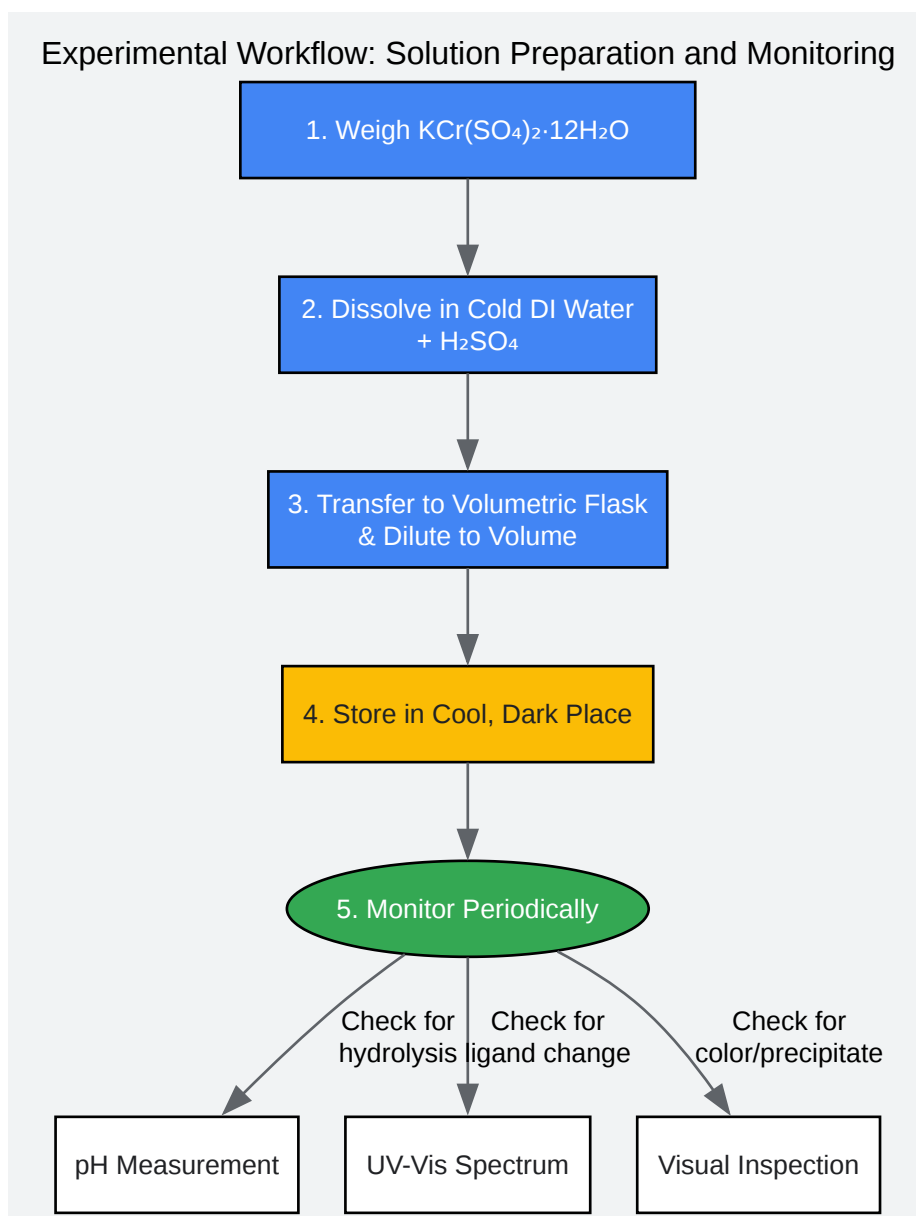 Experimental Workflow: Solution Preparation and Monitoring
1. Weigh KCr(SO₄)₂·12H₂O
2. Dissolve in Cold DI Water
+ H₂SO₄
3. Transfer to Volumetric Flask
& Dilute to Volume
4. Store in Cool, Dark Place
5. Monitor Periodically
Check for
hydrolysis
Check for
ligand change
Check for
color/precipitate
pH Measurement
UV-Vis Spectrum
Visual Inspection